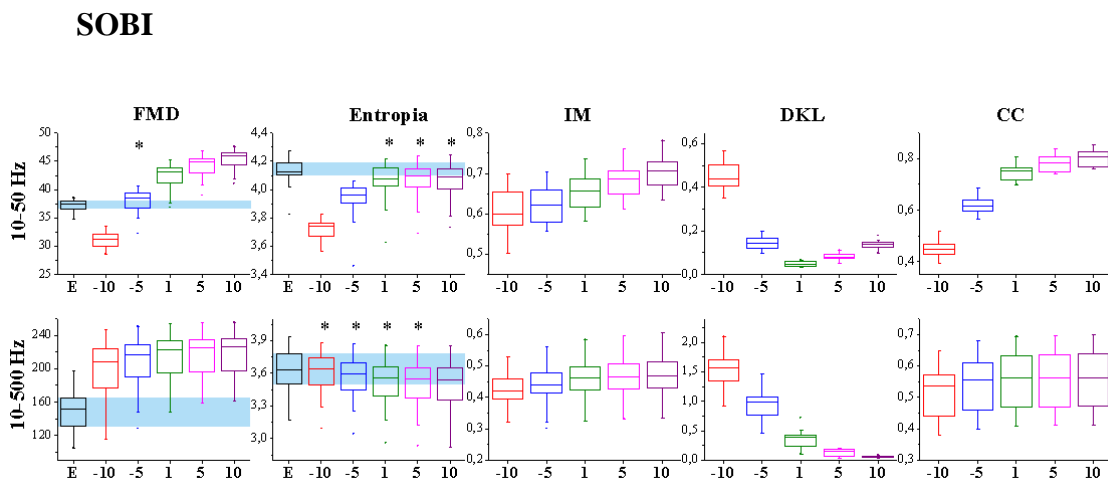 SOBI
FMD Entropia IM DKL CC
10-50 Hz
50
45
40
35
30
25
*
E -10 -5 1 5 10
4,4
4,2
4,0
3,8
3,6
3,4
* * *
E -10 -5 1 5 10
0,8
0,7
0,6
0,5
-10 -5 1 5 10
0,4
0,2
0,0
-10 -5 1 5 10
0,8
0,6
0,4
-10 -5 1 5 10
10-500 Hz
240
200
160
120
E -10 -5 1 5 10
3,9
3,6
3,3
3,0
* * * *
E -10 -5 1 5 10
0,7
0,6
0,5
0,4
0,3
0,2
-10 -5 1 5 10
2,0
1,5
1,0
0,5
0,0
-10 -5 1 5 10
0,7
0,6
0,5
0,4
0,3
-10 -5 1 5 10